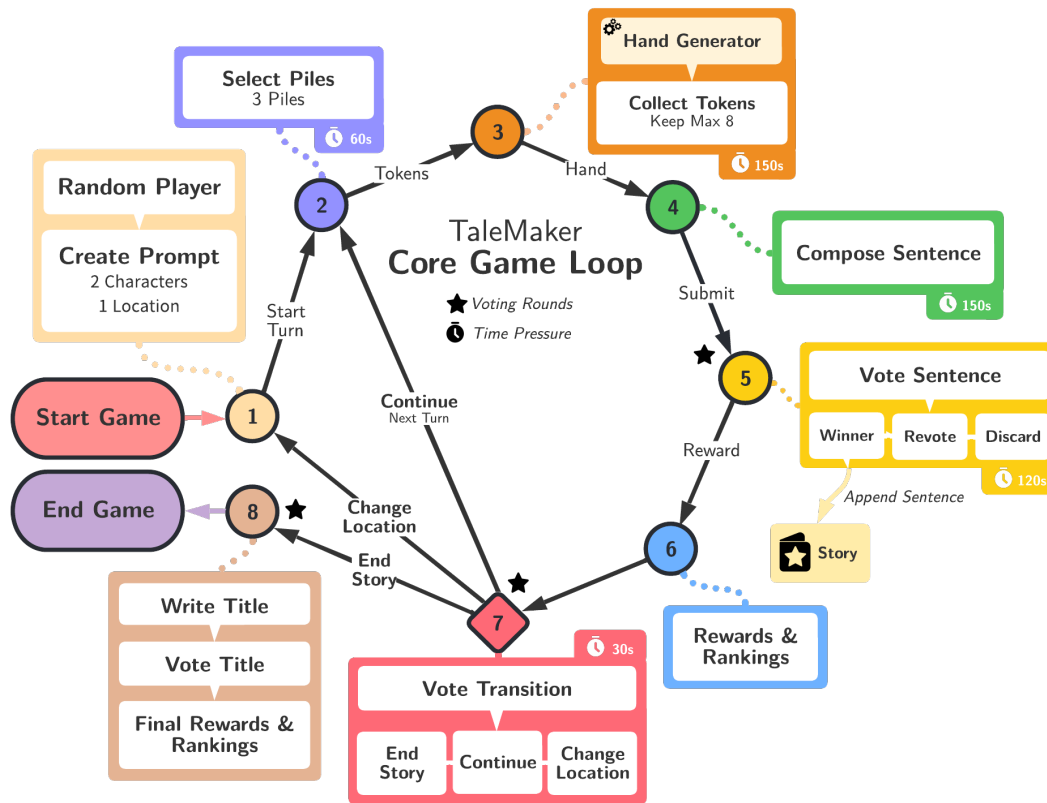 TaleMaker
Core Game Loop
Voting Rounds
Time Pressure
Start Game
1
Random Player
Create Prompt
2 Characters
1 Location
Start
Turn
2
Select Piles
3 Piles
60s
Tokens
3
Hand Generator
Collect Tokens
Keep Max 8
150s
Hand
4
Compose Sentence
150s
Submit
5
Vote Sentence
Winner
Revote
Discard
120s
Append Sentence
Story
Reward
6
Rewards &
Rankings
7
30s
Vote Transition
End
Story
Continue
Change
Location
Continue
Next Turn
Change
Location
End
Story
8
Write Title
Vote Title
Final Rewards &
Rankings
End Game